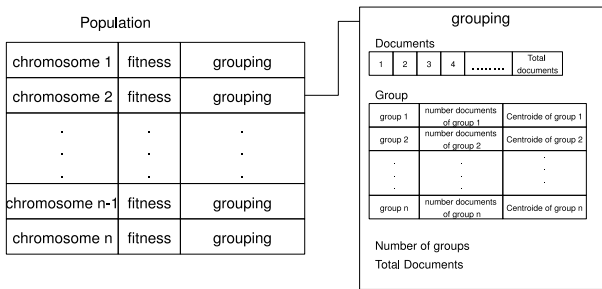 Population
chromosome 1 fitness grouping
chromosome 2 fitness grouping
. . .
. . .
. . .
chromosome n-1 fitness grouping
chromosome n fitness grouping
grouping
Documents
1 2 3 4 ........ Total documents
Group
group 1 number documents of group 1 Centroide of group 1
group 2 number documents of group 2 Centroide of group 2
. . .
. . .
. . .
group n number documents of group n Centroide of group n
Number of groups
Total Documents